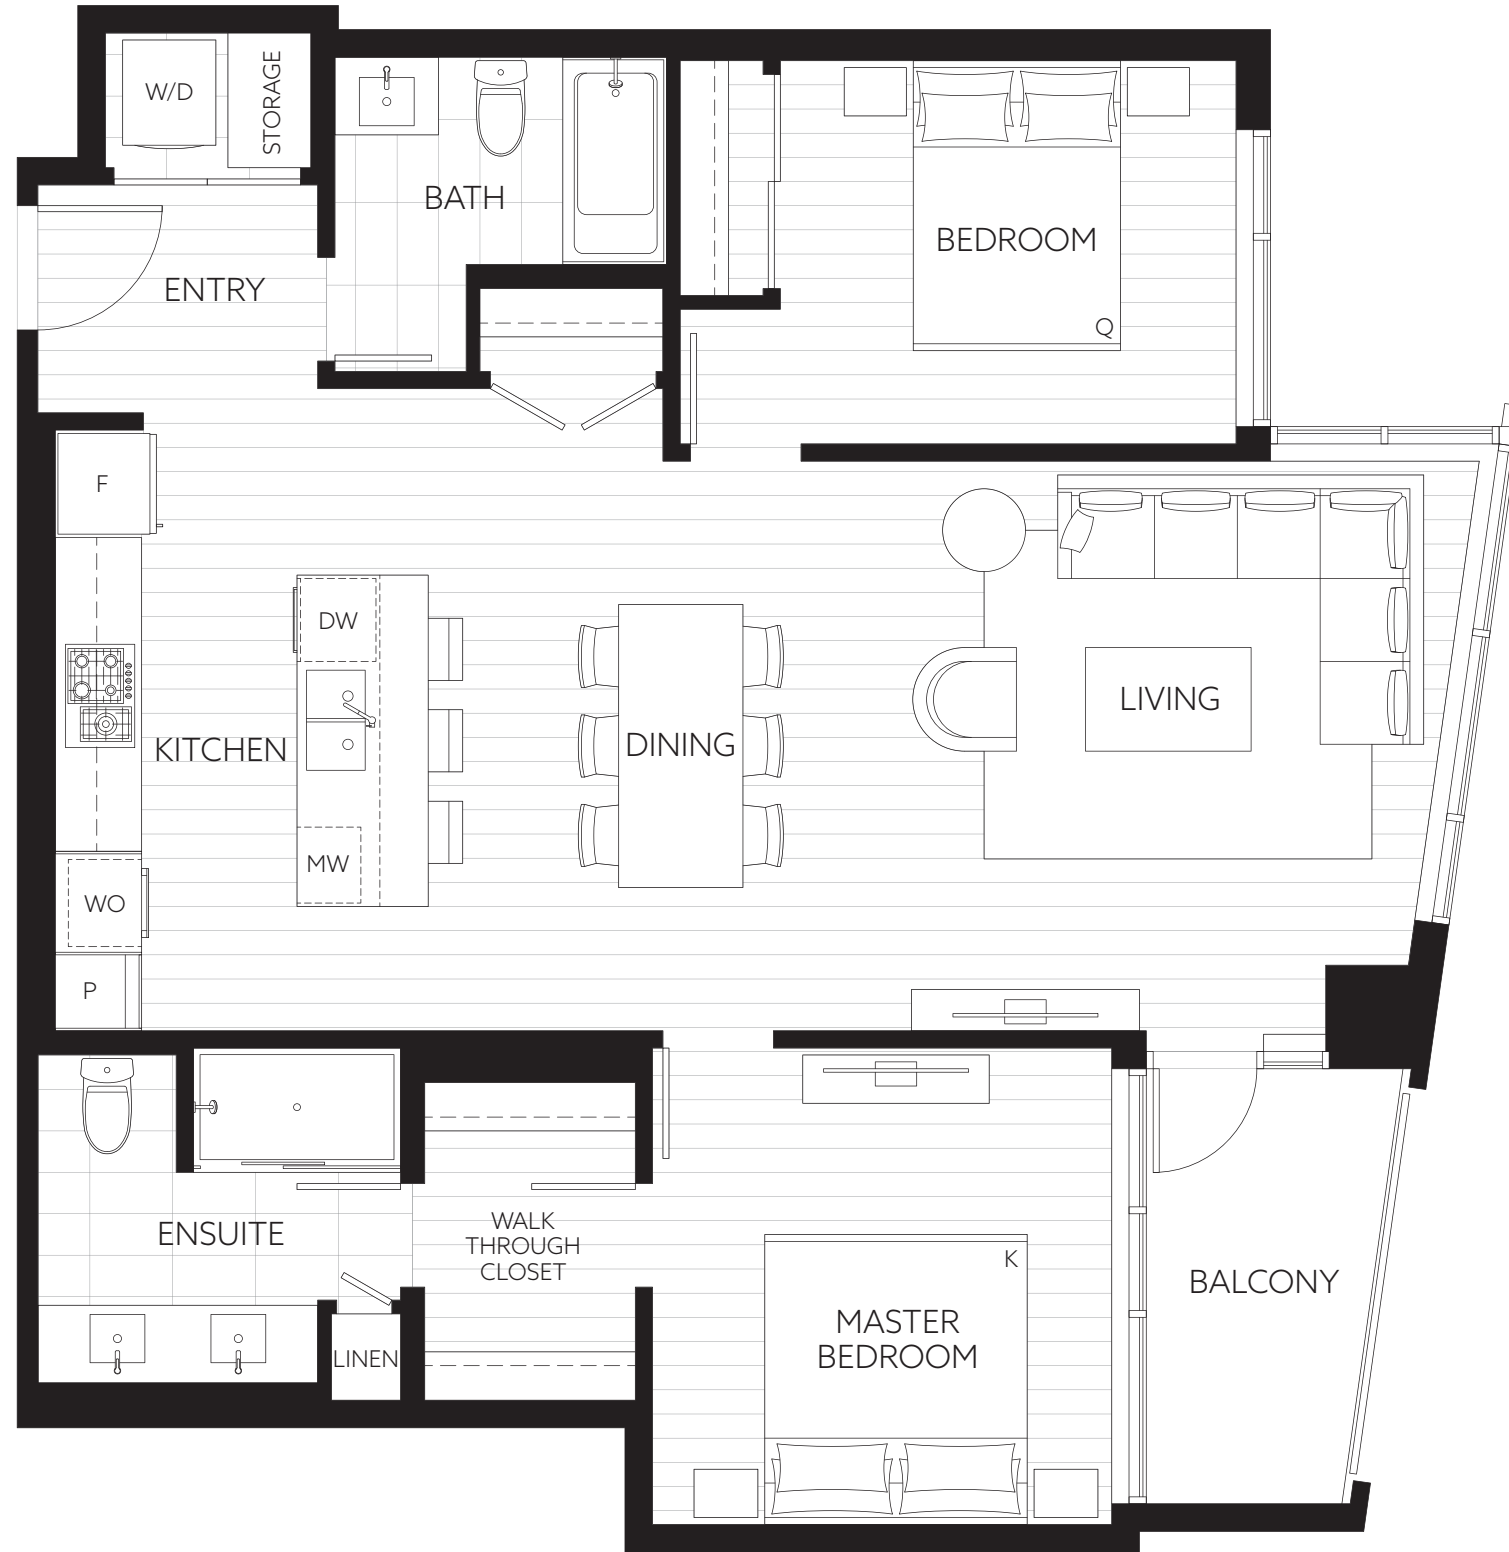 W/D
STORAGE
BATH
BEDROOM
ENTRY
Q
F
DW
LIVING
KITCHEN
DINING
MW
WO
P
ENSUITE
WALK
THROUGH
CLOSET
K
BALCONY
MASTER
BEDROOM
LINEN